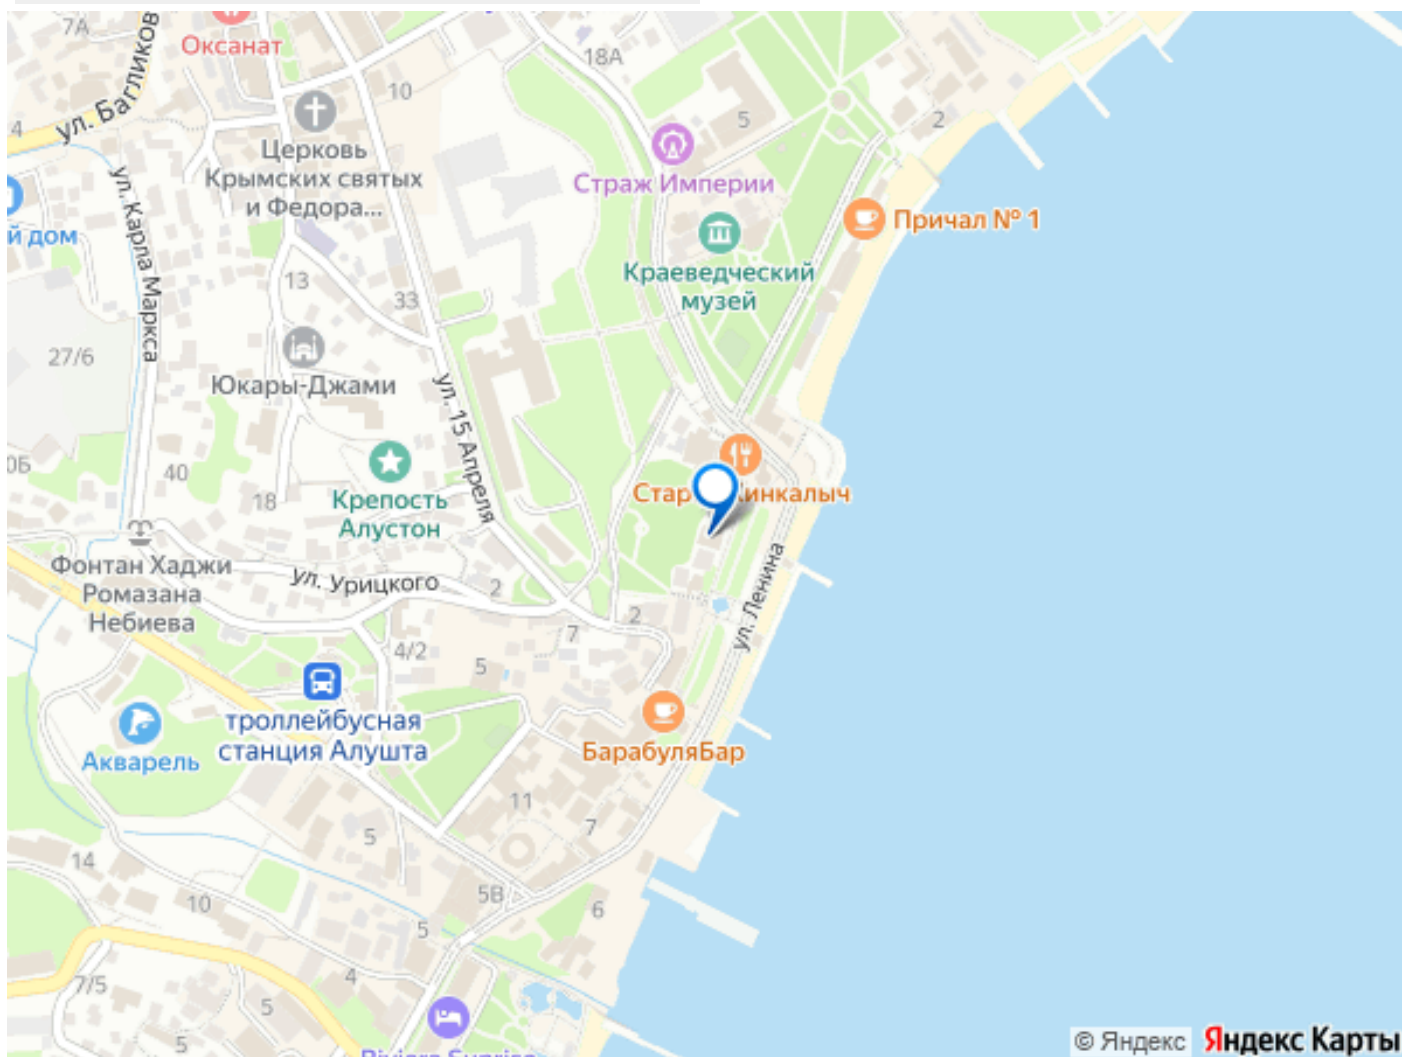 7А
Оксанат
ул. Багликов
18А
10
5
2
4
Церковь
Крымских святых
и Федора...
Страж Империи
Причал № 1
й дом
ул. Карла Маркса
Краеведческий
музей
13
33
27/6
Юкары-Джами
ул. 15 Апреля
0Б
40
18
Крепость
Алустон
Стар
инкалыч
Фонтан Хаджи
Ромазана
Небиева
ул. Урицкого
2
2
ул. Ленина
7
4/2
5
троллейбусная
станция Алушта
Акварель
БарабуляБар
11
7
5
14
10
5В
6
5
4
7/5
5
5
Riviera Sunrise
© Яндекс Яндекс Карты